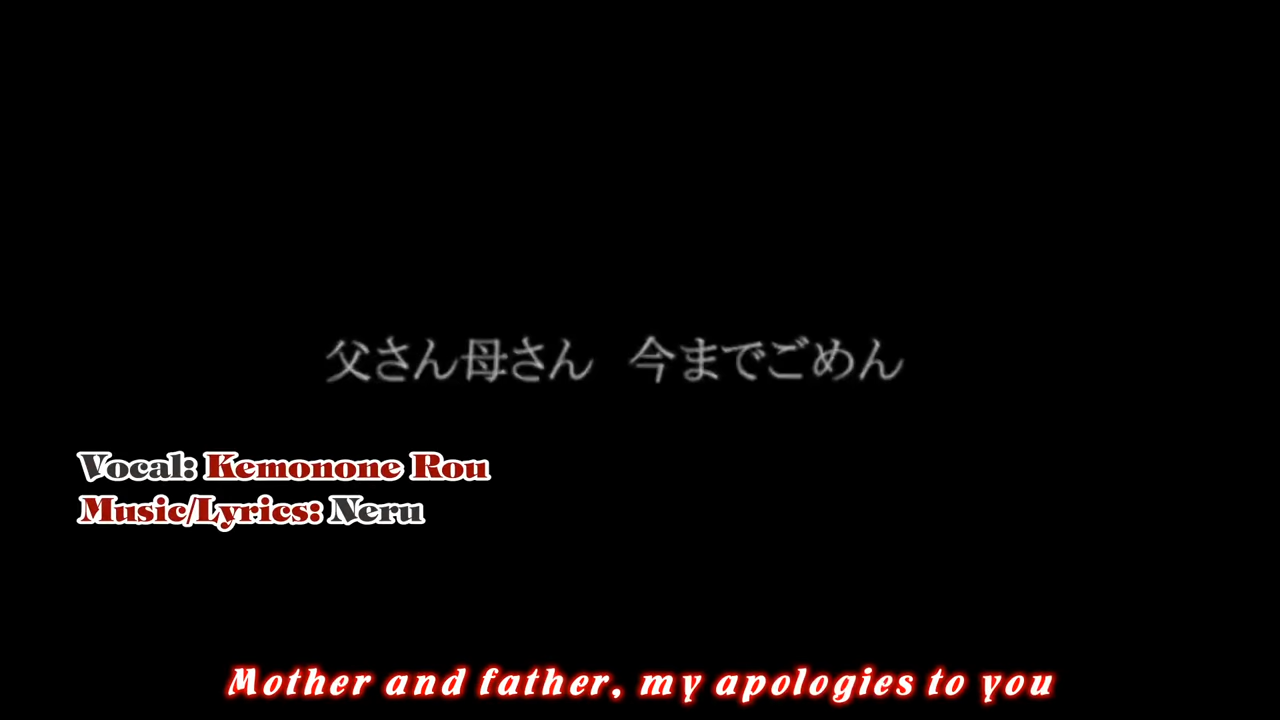 父さん母さん　今までごめん
Vocal: Kemonone Rou
Music/Lyrics: Neru
Mother and father, my apologies to you